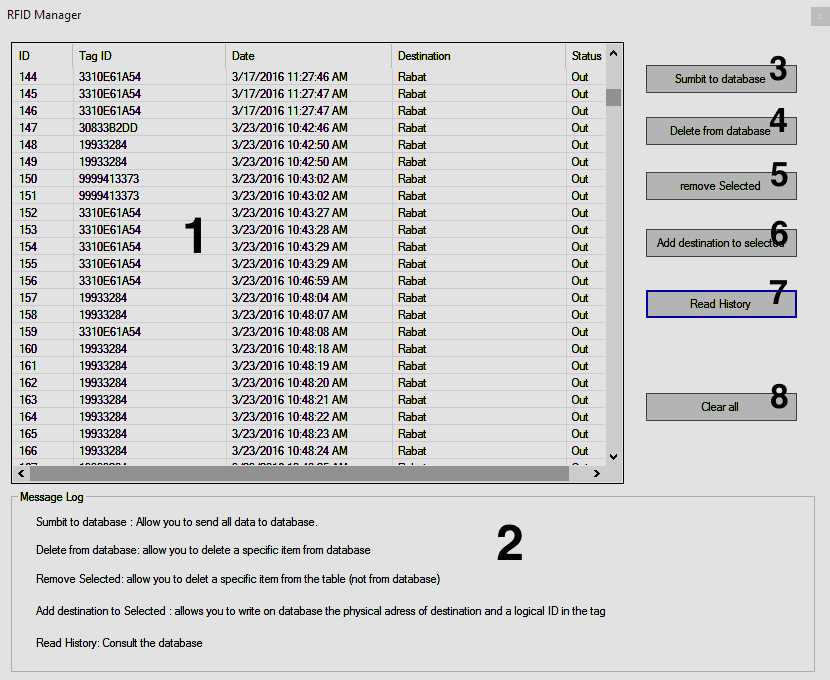 RFID Manager
x
ID Tag ID Date Destination Status
144 3310E61A54 3/17/2016 11:27:46 AM Rabat Out
145 3310E61A54 3/17/2016 11:27:47 AM Rabat Out
146 3310E61A54 3/17/2016 11:27:47 AM Rabat Out
147 30833B2DD 3/23/2016 10:42:46 AM Rabat Out
148 19933284 3/23/2016 10:42:50 AM Rabat Out
149 19933284 3/23/2016 10:42:50 AM Rabat Out
150 9999413373 3/23/2016 10:43:02 AM Rabat Out
151 9999413373 3/23/2016 10:43:02 AM Rabat Out
152 3310E61A54 3/23/2016 10:43:27 AM Rabat Out
153 3310E61A54 3/23/2016 10:43:28 AM Rabat Out
154 3310E61A54 3/23/2016 10:43:29 AM Rabat Out
155 3310E61A54 3/23/2016 10:43:29 AM Rabat Out
156 3310E61A54 3/23/2016 10:46:59 AM Rabat Out
157 19933284 3/23/2016 10:48:04 AM Rabat Out
158 19933284 3/23/2016 10:48:07 AM Rabat Out
159 3310E61A54 3/23/2016 10:48:08 AM Rabat Out
160 19933284 3/23/2016 10:48:18 AM Rabat Out
161 19933284 3/23/2016 10:48:19 AM Rabat Out
162 19933284 3/23/2016 10:48:20 AM Rabat Out
163 19933284 3/23/2016 10:48:21 AM Rabat Out
164 19933284 3/23/2016 10:48:22 AM Rabat Out
165 19933284 3/23/2016 10:48:23 AM Rabat Out
166 19933284 3/23/2016 10:48:24 AM Rabat Out
1
Sumbit to database 3
Delete from database 4
remove Selected 5
Add destination to selected 6
Read History 7
Clear all 8
Message Log
Sumbit to database : Allow you to send all data to database.
2
Delete from database: allow you to delete a specific item from database
Remove Selected: allow you to delet a specific item from the table (not from database)
Add destination to Selected : allows you to write on database the physical adress of destination and a logical ID in the tag
Read History: Consult the database